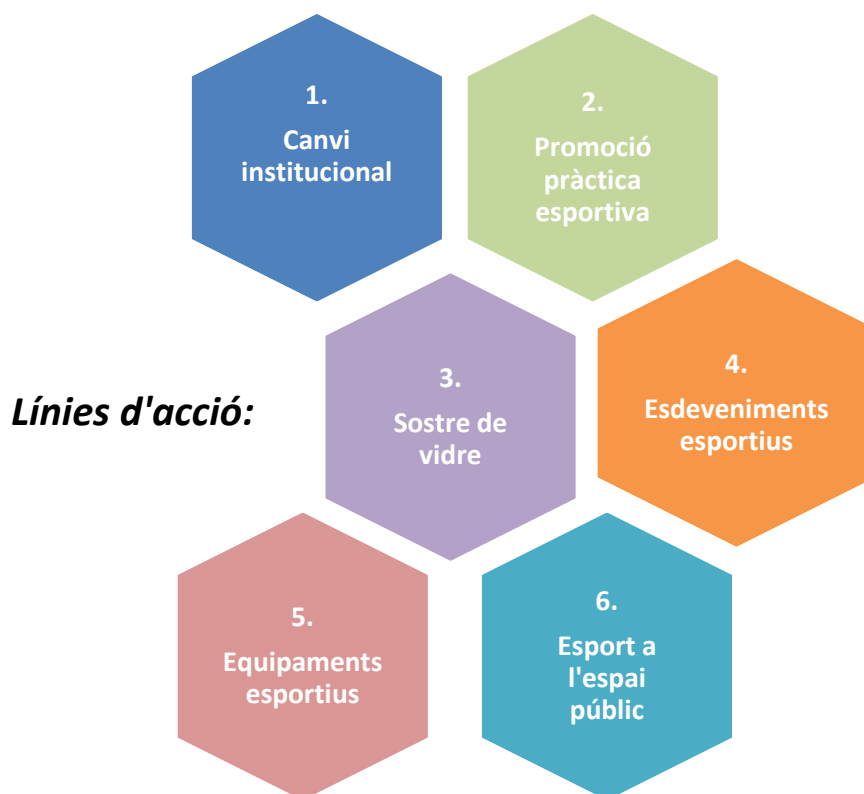 1.
Canvi
institucional
2.
Promoció
pràctica
esportiva
Línies d'acció:
3.
Sostre de
vidre
4.
Esdeveniments
esportius
5.
Equipaments
esportius
6.
Esport a
l'espai
públic